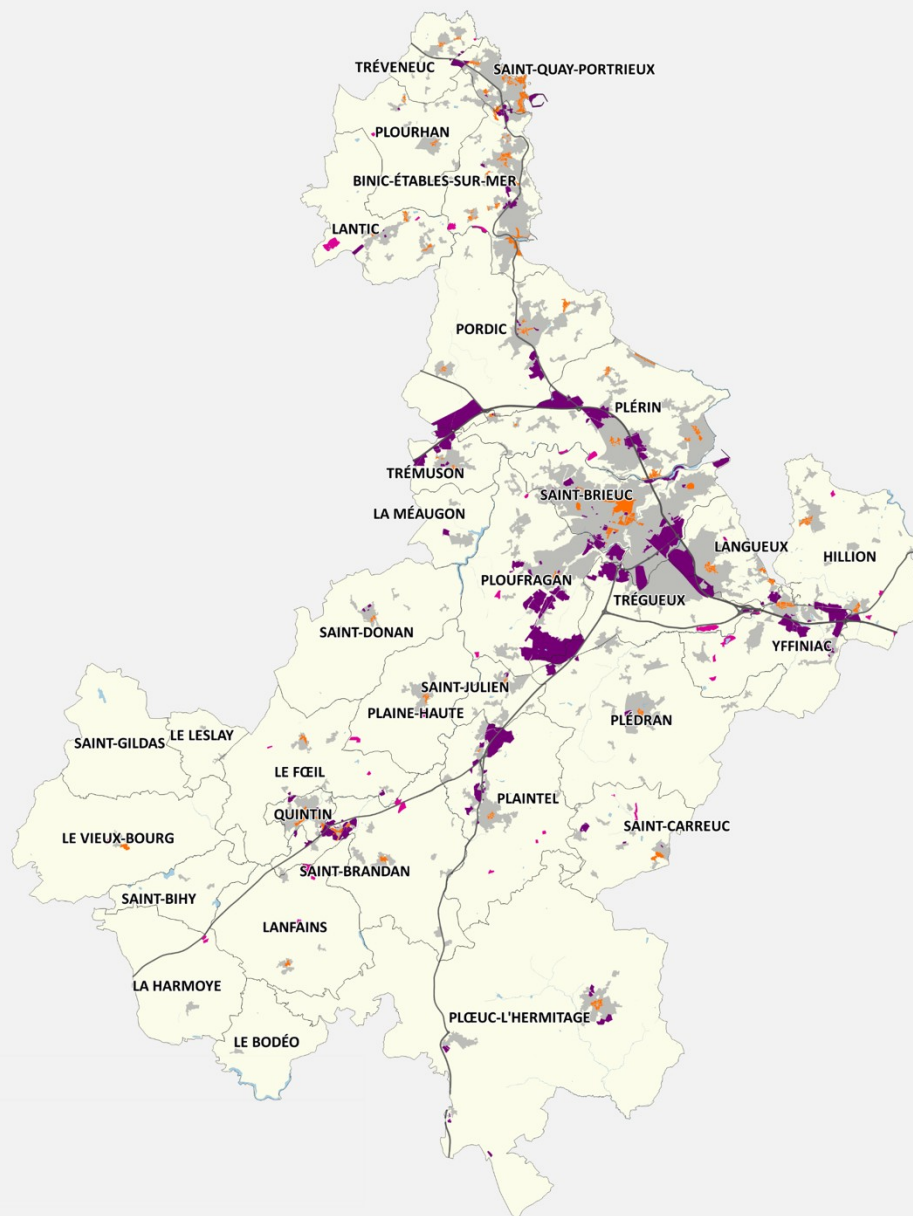 TRÉVENEUC
SAINT-QUAY-PORTRIEUX
PLOURHAN
BINIC-ÉTABLES-SUR-MER
LANTIC
PORDIC
PLÉRIN
TRÉMUSON
SAINT-BRIEUC
LA MÉAUGON
LANGUEUX
HILLION
PLOUFRAGAN
TRÉGUEUX
SAINT-DONAN
YFFINIAC
SAINT-JULIEN
PLAINE-HAUTE
PLÉDRAN
SAINT-GILDAS
LE LESLAY
LE FŒIL
PLAINTEL
QUINTIN
SAINT-CARREUC
LE VIEUX-BOURG
SAINT-BRANDAN
SAINT-BIHY
LANFAINS
LA HARMOYE
PLŒUC-L'HERMITAGE
LE BODÉO